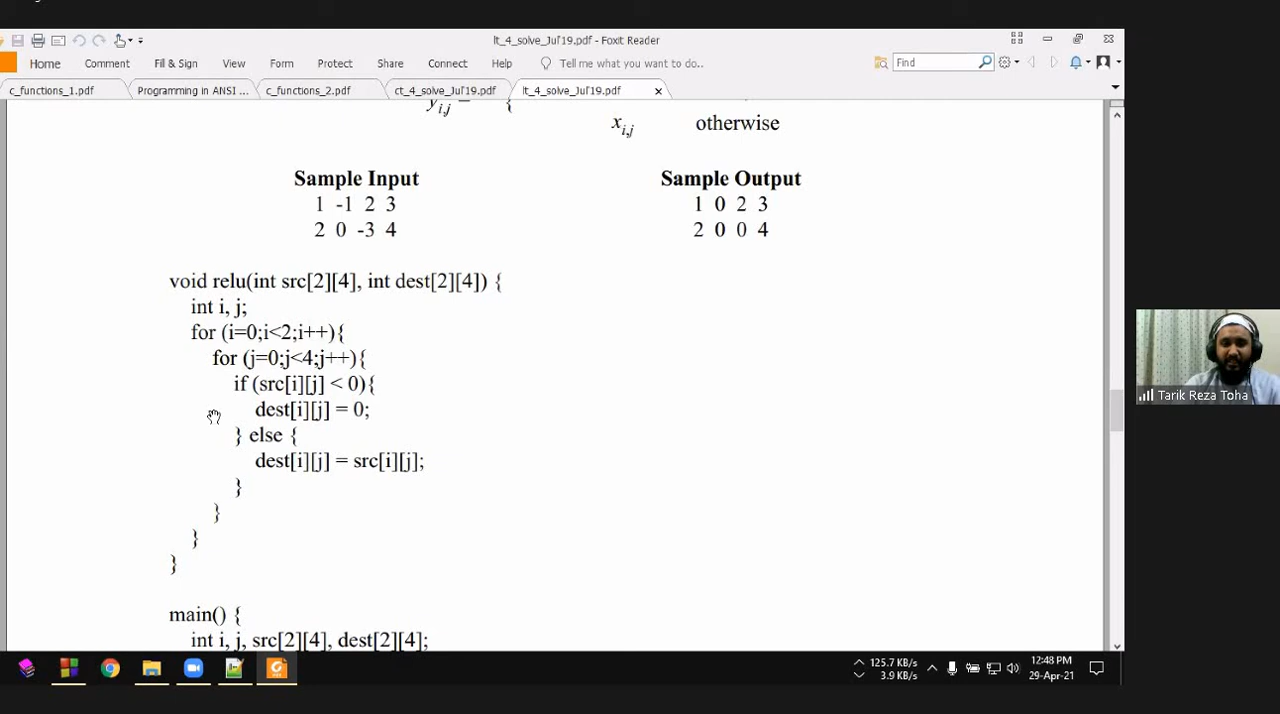 lt_4_solve_Jul'19.pdf - Foxit Reader
Home Comment Fill & Sign View Form Protect Share Connect Help Tell me what you want to do.. Find
c_functions_1.pdf Programming in ANSI ... c_functions_2.pdf ct_4_solve_Jul'19.pdf lt_4_solve_Jul'19.pdf
y i,j = {
x i,j otherwise
Sample Input Sample Output
1 -1 2 3 1 0 2 3
2 0 -3 4 2 0 0 4
void relu(int src[2][4], int dest[2][4]) {
int i, j;
for (i=0;i<2;i++){
for (j=0;j<4;j++){
if (src[i][j] < 0){
dest[i][j] = 0;
} else {
dest[i][j] = src[i][j];
}
}
}
}
main() {
int i, j, src[2][4], dest[2][4];
Tarik Reza Toha
125.7 KB/s
3.9 KB/s
12:48 PM
29-Apr-21